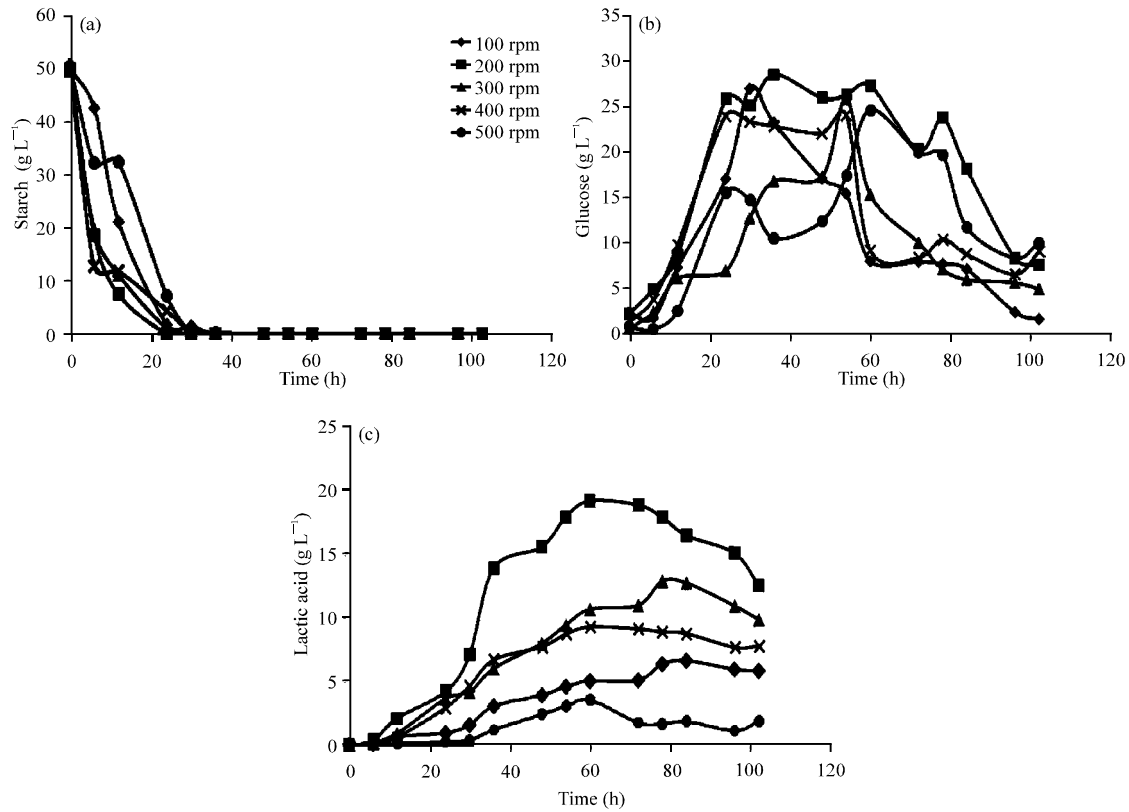 (a)
60
50
40
30
20
10
0
Starch (g L⁻¹)
0 20 40 60 80 100 120
Time (h)
100 rpm
200 rpm
300 rpm
400 rpm
500 rpm
(b)
35
30
25
20
15
10
5
0
Glucose (g L⁻¹)
0 20 40 60 80 100 120
Time (h)
(c)
25
20
15
10
5
0
Lactic acid (g L⁻¹)
0 20 40 60 80 100 120
Time (h)